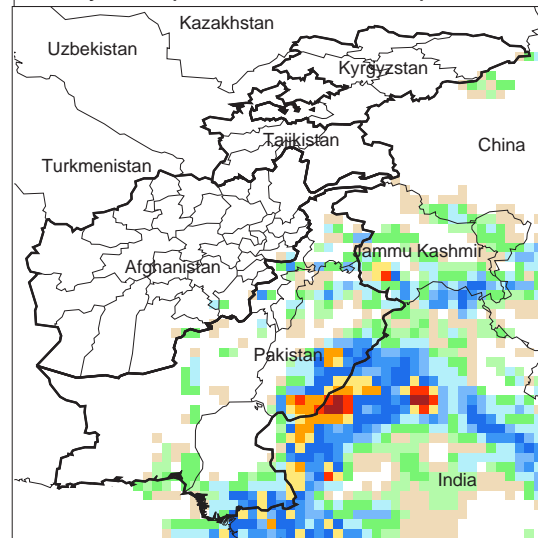 Kazakhstan
Uzbekistan
Kyrgyzstan
Tajikistan
China
Turkmenistan
Jammu Kashmir
Afghanistan
Pakistan
India